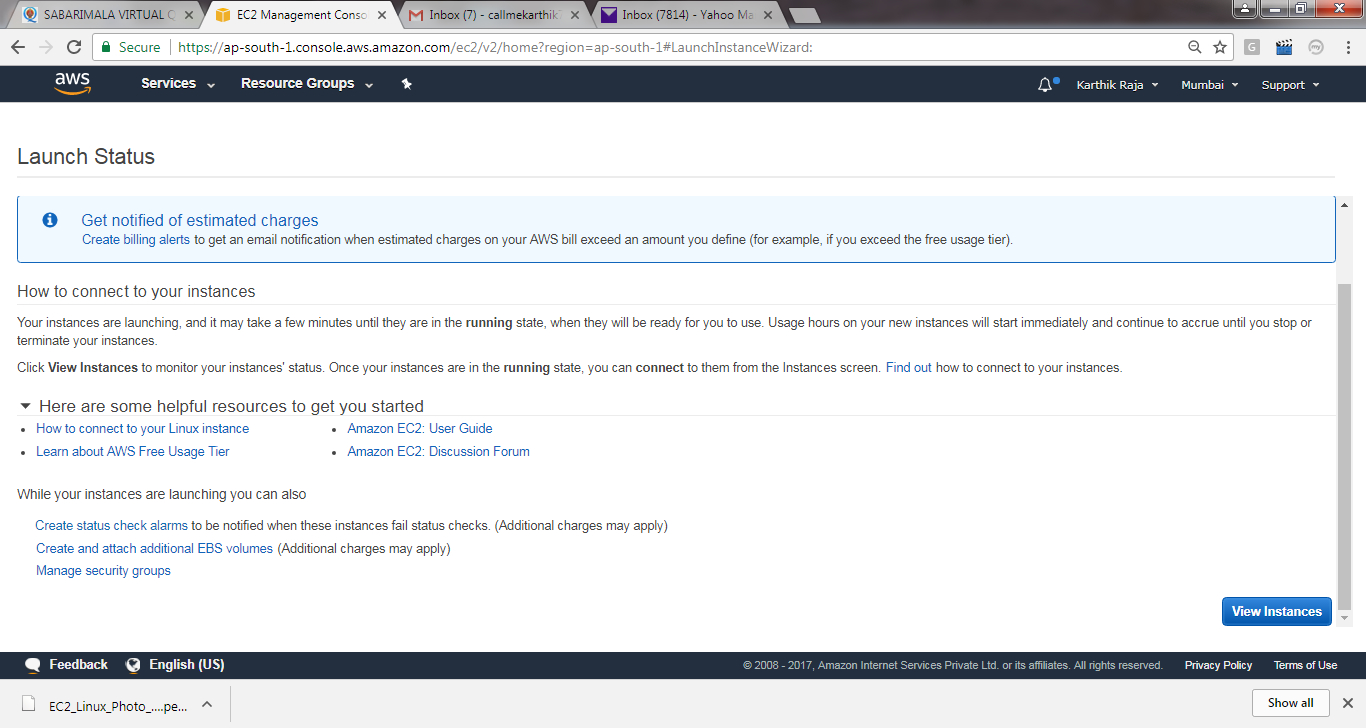 SABARIMALA VIRTUAL Q
EC2 Management Conso
Inbox (7) - callmekarthik
Inbox (7814) - Yahoo Ma
Secure
https://ap-south-1.console.aws.amazon.com/ec2/v2/home?region=ap-south-1#LaunchInstanceWizard:
G
my
aws
Services
Resource Groups
Karthik Raja
Mumbai
Support
Launch Status
Get notified of estimated charges
Create billing alerts to get an email notification when estimated charges on your AWS bill exceed an amount you define (for example, if you exceed the free usage tier).
How to connect to your instances
Your instances are launching, and it may take a few minutes until they are in the running state, when they will be ready for you to use. Usage hours on your new instances will start immediately and continue to accrue until you stop or
terminate your instances.
Click View Instances to monitor your instances' status. Once your instances are in the running state, you can connect to them from the Instances screen. Find out how to connect to your instances.
Here are some helpful resources to get you started
• How to connect to your Linux instance
• Amazon EC2: User Guide
• Learn about AWS Free Usage Tier
• Amazon EC2: Discussion Forum
While your instances are launching you can also
Create status check alarms to be notified when these instances fail status checks. (Additional charges may apply)
Create and attach additional EBS volumes (Additional charges may apply)
Manage security groups
View Instances
Feedback
English (US)
© 2008 - 2017, Amazon Internet Services Private Ltd. or its affiliates. All rights reserved.
Privacy Policy
Terms of Use
EC2_Linux_Photo_....pe...
Show all